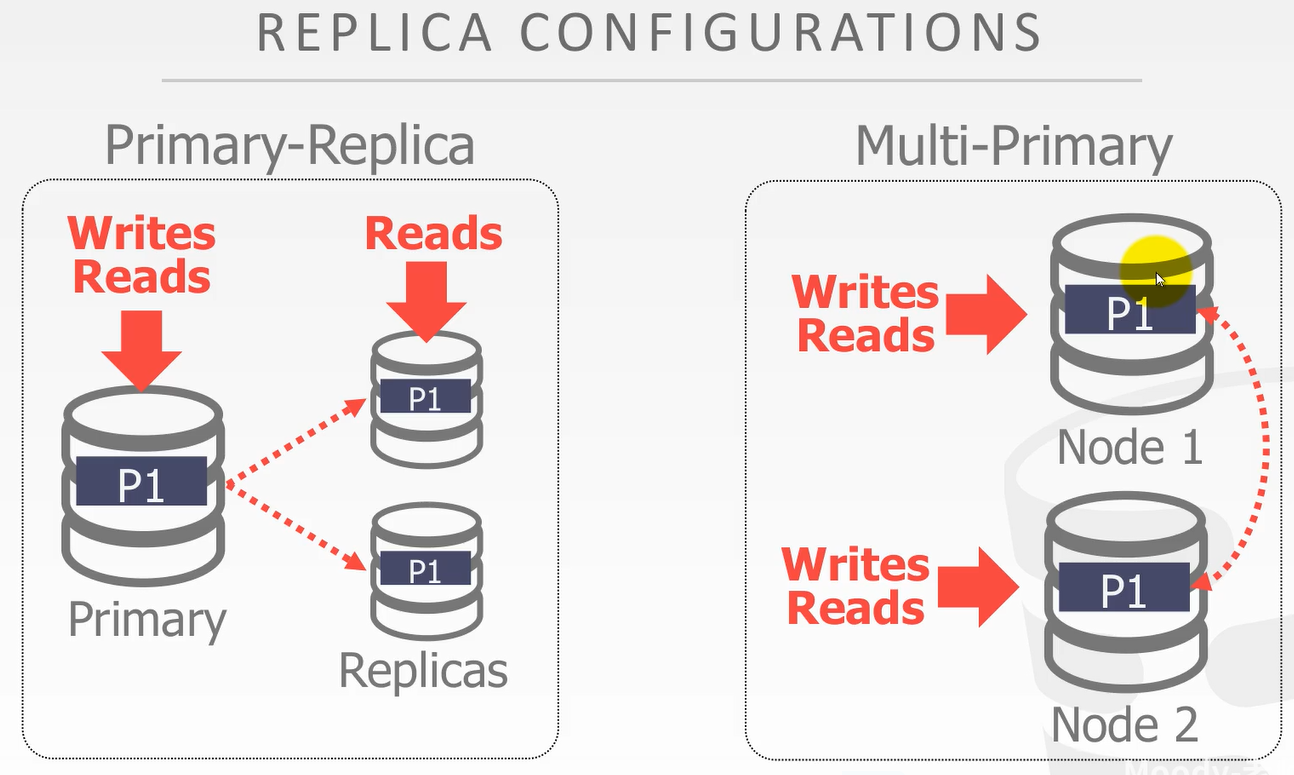 REPLICA CONFIGURATIONS
Primary-Replica
Writes
Reads
Reads
P1
P1
P1
Primary
Replicas
Multi-Primary
Writes
Reads
P1
Node 1
Writes
Reads
P1
Node 2